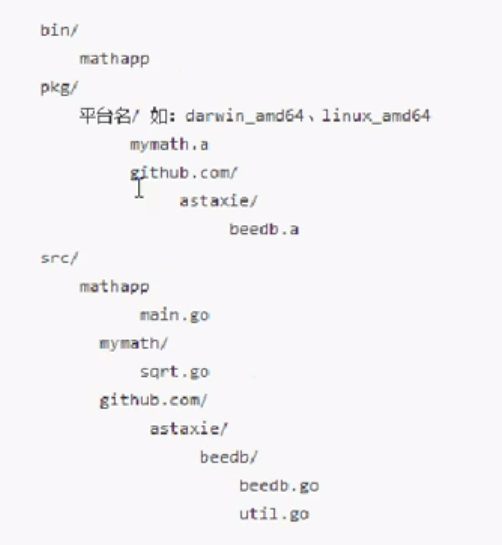 bin/
mathapp
pkg/
平台名/ 如：darwin_amd64、linux_amd64
mymath.a
github.com/
astaxie/
beedb.a
src/
mathapp
main.go
mymath/
sqrt.go
github.com/
astaxie/
beedb/
beedb.go
util.go